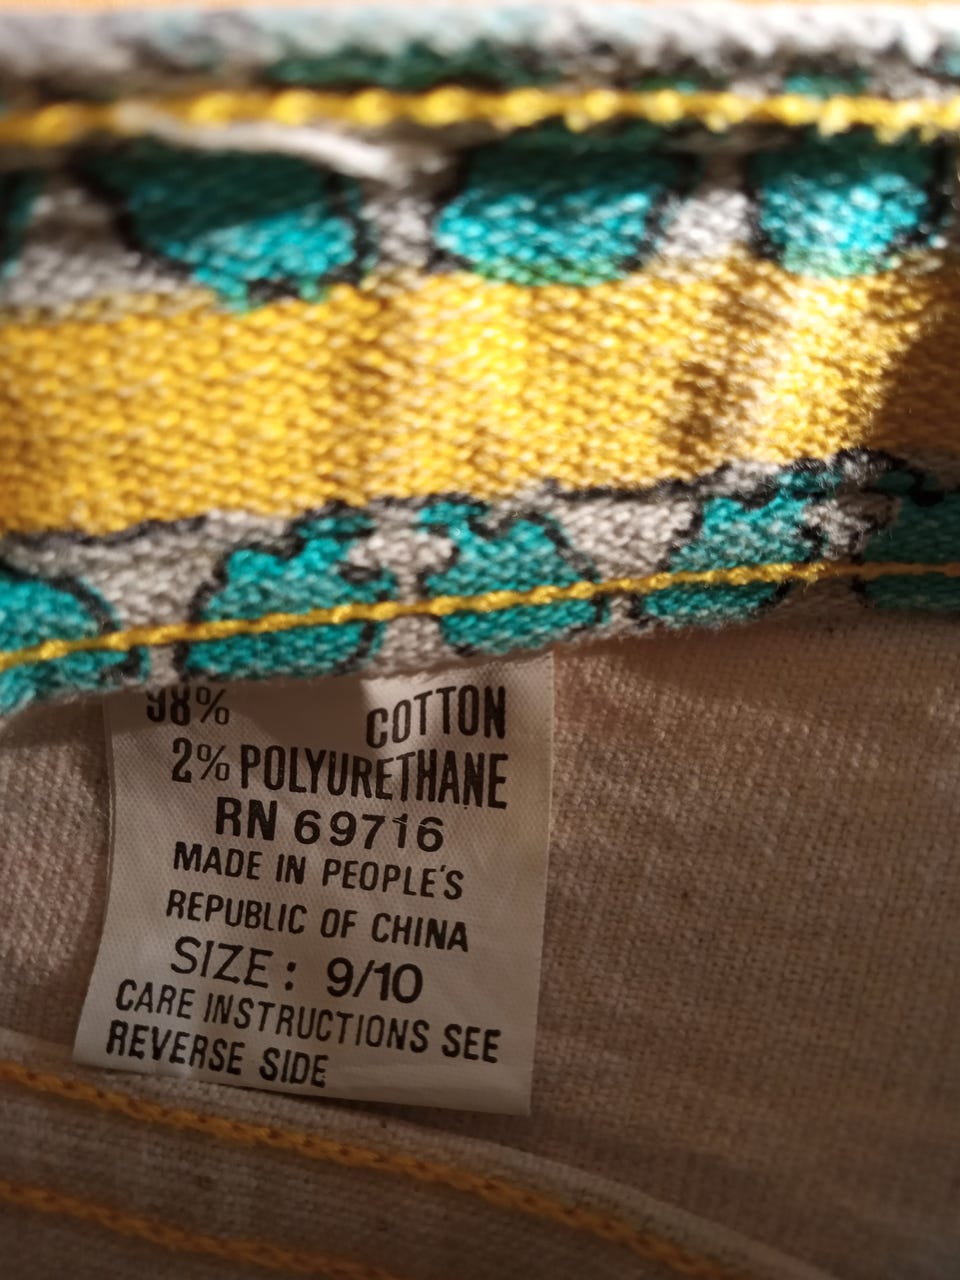 98% COTTON
2% POLYURETHANE
RN 69716
MADE IN PEOPLE'S
REPUBLIC OF CHINA
SIZE: 9/10
CARE INSTRUCTIONS SEE
REVERSE SIDE